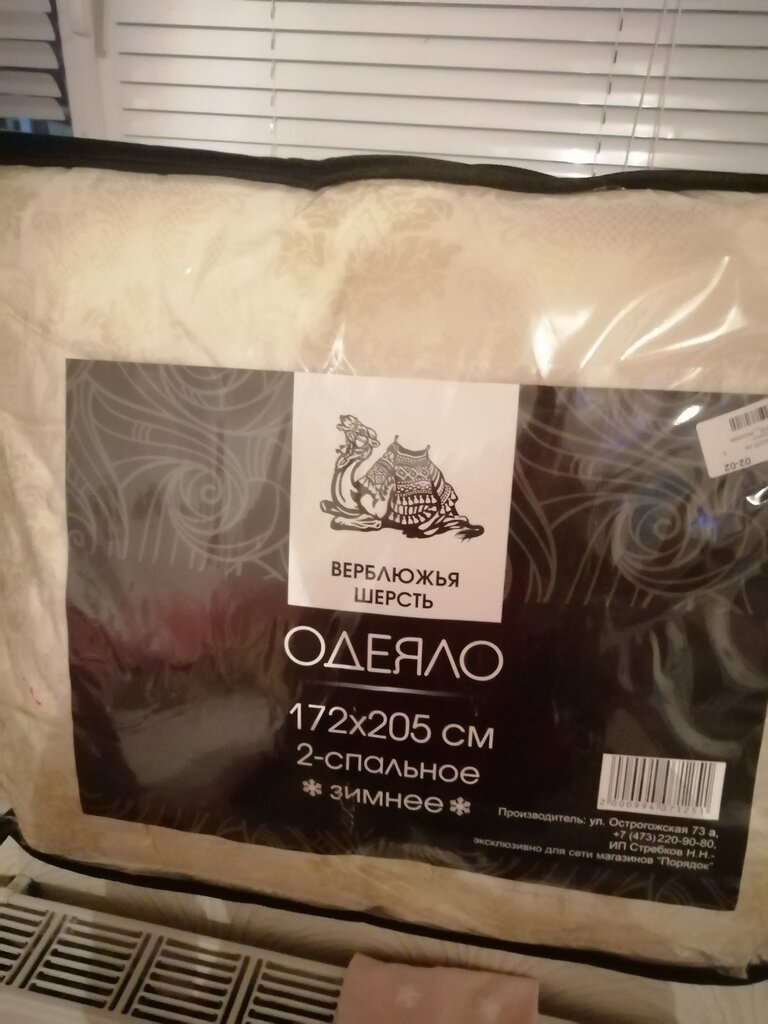 ВЕРБЛЮЖЬЯ
ШЕРСТЬ
ОДЕЯЛО
172х205 см
2-спальное
зимнее
2000994071251
Производитель: ул. Острогожская 73 а,
+7 (473) 220-90-80,
ИП Стребков Н.Н.-
эксклюзивно для сети магазинов "Порядок"
02-02